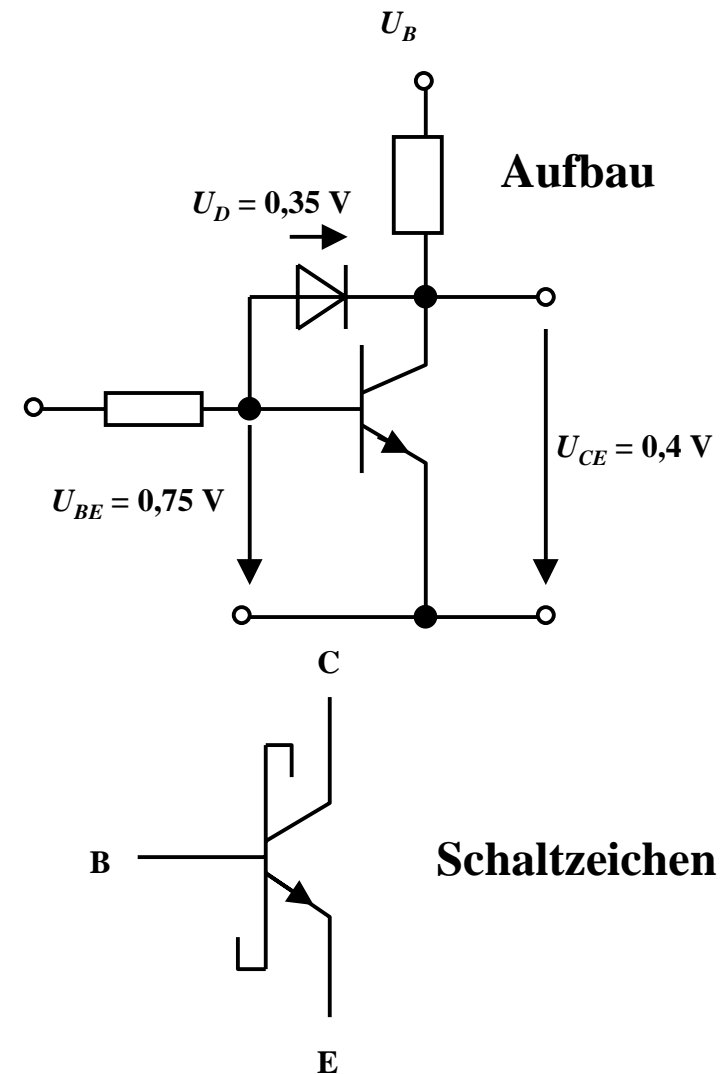 U_B
Aufbau
U_D = 0,35 V
U_CE = 0,4 V
U_BE = 0,75 V
C
B
Schaltzeichen
E